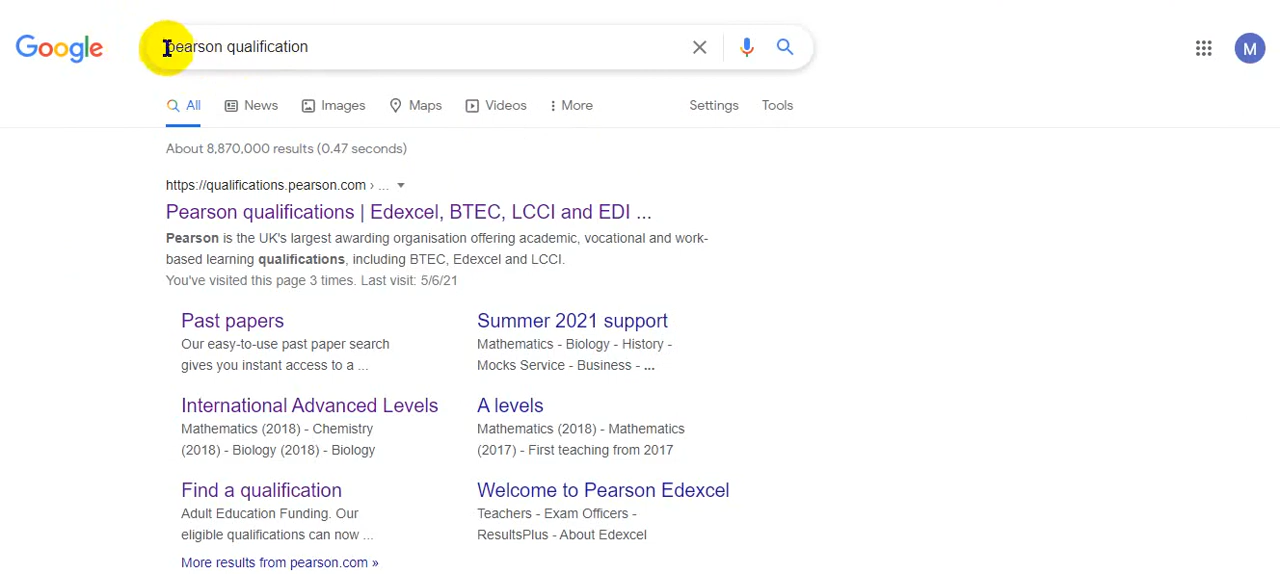 Google
pearson qualification
M
All News Images Maps Videos More Settings Tools
About 8,870,000 results (0.47 seconds)
https://qualifications.pearson.com › ...
Pearson qualifications | Edexcel, BTEC, LCCI and EDI ...
Pearson is the UK's largest awarding organisation offering academic, vocational and work-
based learning qualifications, including BTEC, Edexcel and LCCI.
You've visited this page 3 times. Last visit: 5/6/21
Past papers
Our easy-to-use past paper search
gives you instant access to a ...
Summer 2021 support
Mathematics - Biology - History -
Mocks Service - Business - ...
International Advanced Levels
Mathematics (2018) - Chemistry
(2018) - Biology (2018) - Biology
A levels
Mathematics (2018) - Mathematics
(2017) - First teaching from 2017
Find a qualification
Adult Education Funding. Our
eligible qualifications can now ...
Welcome to Pearson Edexcel
Teachers - Exam Officers -
ResultsPlus - About Edexcel
More results from pearson.com »